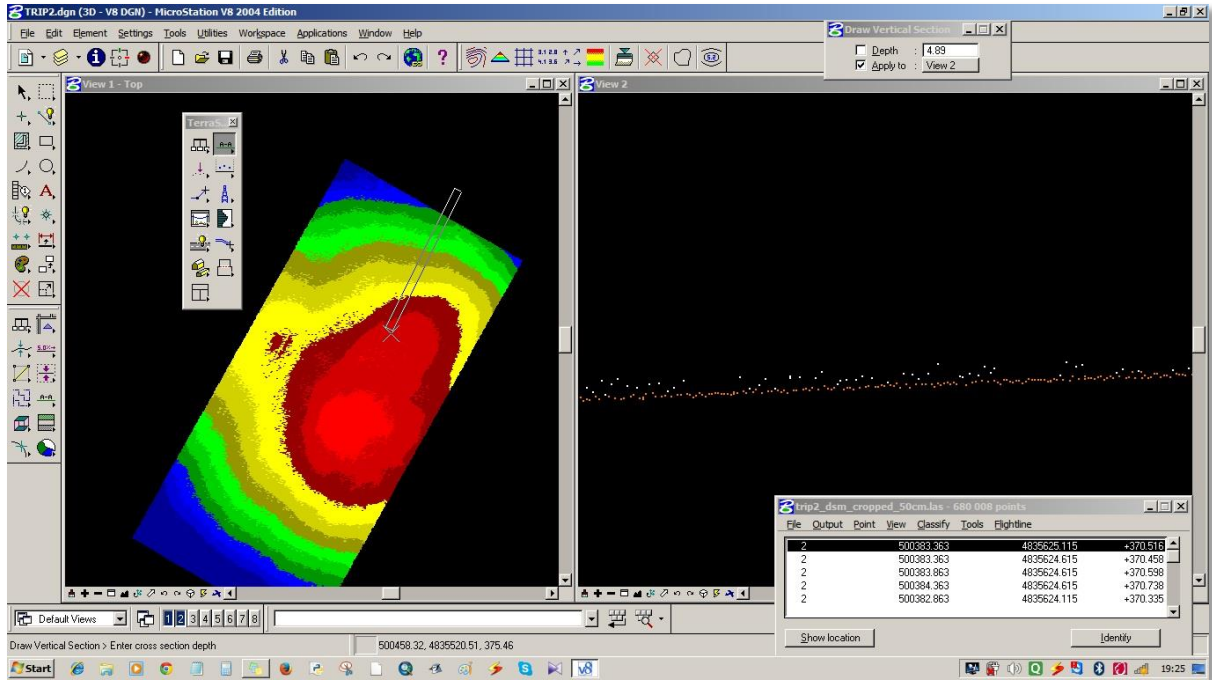 TRIP2.dgn (3D - V8 DGN) - MicroStation V8 2004 Edition
File Edit Element Settings Tools Utilities Workspace Applications Window Help
Draw Vertical Section
Depth : 4.89
Apply to : View 2
View 1 - Top
View 2
TerraS...
trip2_dsm_cropped_50cm.las - 680 008 points
File Output Point View Classify Tools Flightline
2 500383.363 4835625.115 +370.516
2 500383.363 4835624.615 +370.458
2 500383.863 4835624.615 +370.598
2 500384.363 4835624.615 +370.738
2 500382.863 4835624.115 +370.335
Show location Identify
Default Views 1 2 3 4 5 6 7 8
Draw Vertical Section > Enter cross section depth 500458.32, 4835520.51, 375.46
Start v8 19:25